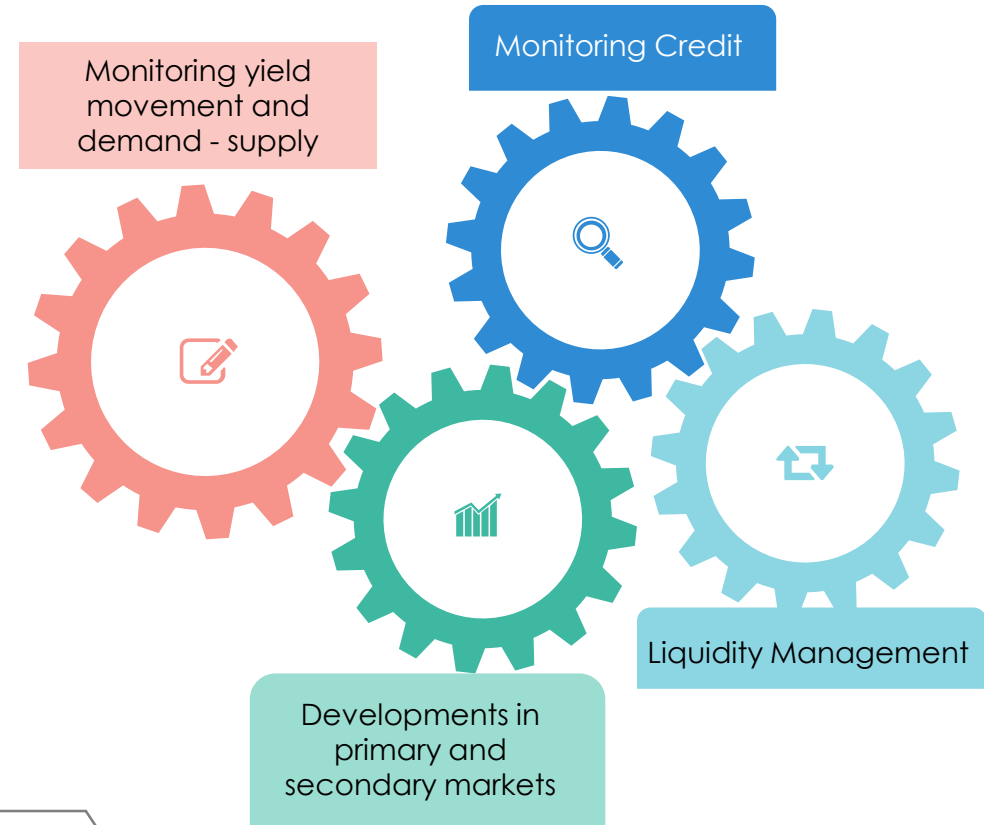 Monitoring Credit
Monitoring yield
movement and
demand - supply
Liquidity Management
Developments in
primary and
secondary markets